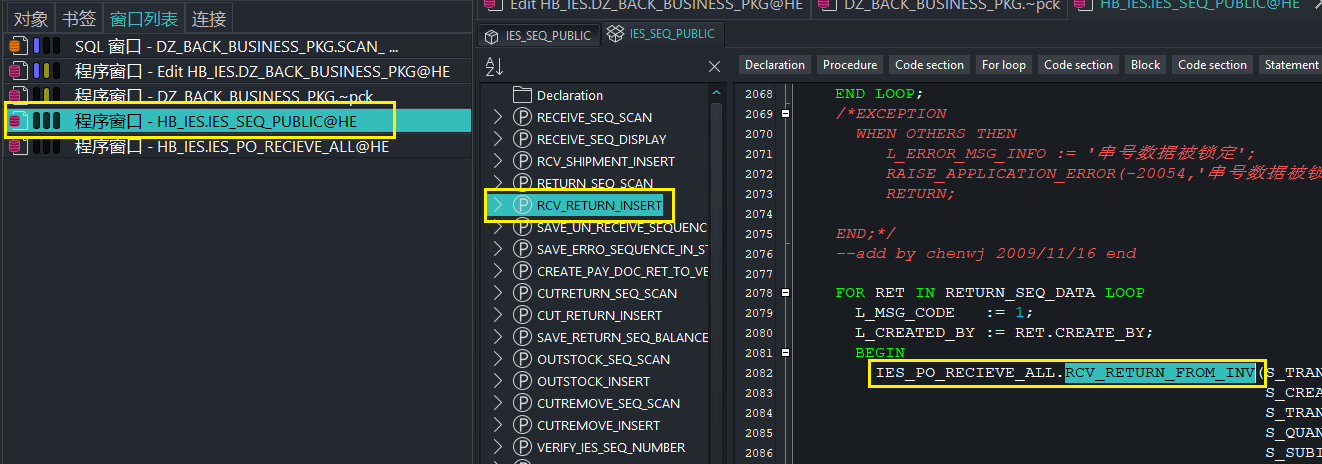 对象 书签 窗口列表 连接
SQL 窗口 - DZ_BACK_BUSINESS_PKG.SCAN_ ...
程序窗口 - Edit HB_IES.DZ_BACK_BUSINESS_PKG@HE
程序窗口 - DZ_BACK_BUSINESS_PKG.~pck
程序窗口 - HB_IES.IES_SEQ_PUBLIC@HE
程序窗口 - HB_IES.IES_PO_RECIEVE_ALL@HE
Edit HB_IES.DZ_BACK_BUSINESS_PKG@HE
DZ_BACK_BUSINESS_PKG.~pck
HB_IES.IES_SEQ_PUBLIC@HE
IES_SEQ_PUBLIC
IES_SEQ_PUBLIC
Declaration
RECEIVE_SEQ_SCAN
RECEIVE_SEQ_DISPLAY
RCV_SHIPMENT_INSERT
RETURN_SEQ_SCAN
RCV_RETURN_INSERT
SAVE_UN_RECEIVE_SEQUENC
SAVE_ERRO_SEQUENCE_IN_ST
CREATE_PAY_DOC_RET_TO_VE
CUTRETURN_SEQ_SCAN
CUT_RETURN_INSERT
SAVE_RETURN_SEQ_BALANCE
OUTSTOCK_SEQ_SCAN
OUTSTOCK_INSERT
CUTREMOVE_SEQ_SCAN
CUTREMOVE_INSERT
VERIFY_IES_SEQ_NUMBER
Declaration Procedure Code section For loop Code section Block Code section Statement
2068 END LOOP;
2069 /*EXCEPTION
2070 WHEN OTHERS THEN
2071 L_ERROR_MSG_INFO := '串号数据被锁定';
2072 RAISE_APPLICATION_ERROR(-20054,'串号数据被锁
2073 RETURN;
2074
2075 END;*/
2076 --add by chenwj 2009/11/16 end
2077
2078 FOR RET IN RETURN_SEQ_DATA LOOP
2079 L_MSG_CODE := 1;
2080 L_CREATED_BY := RET.CREATE_BY;
2081 BEGIN
2082 IES_PO_RECIEVE_ALL.RCV_RETURN_FROM_INV(S_TRAN
2083 S_CREA
2084 S_TRAN
2085 S_QUAN
2086 S_SUBI